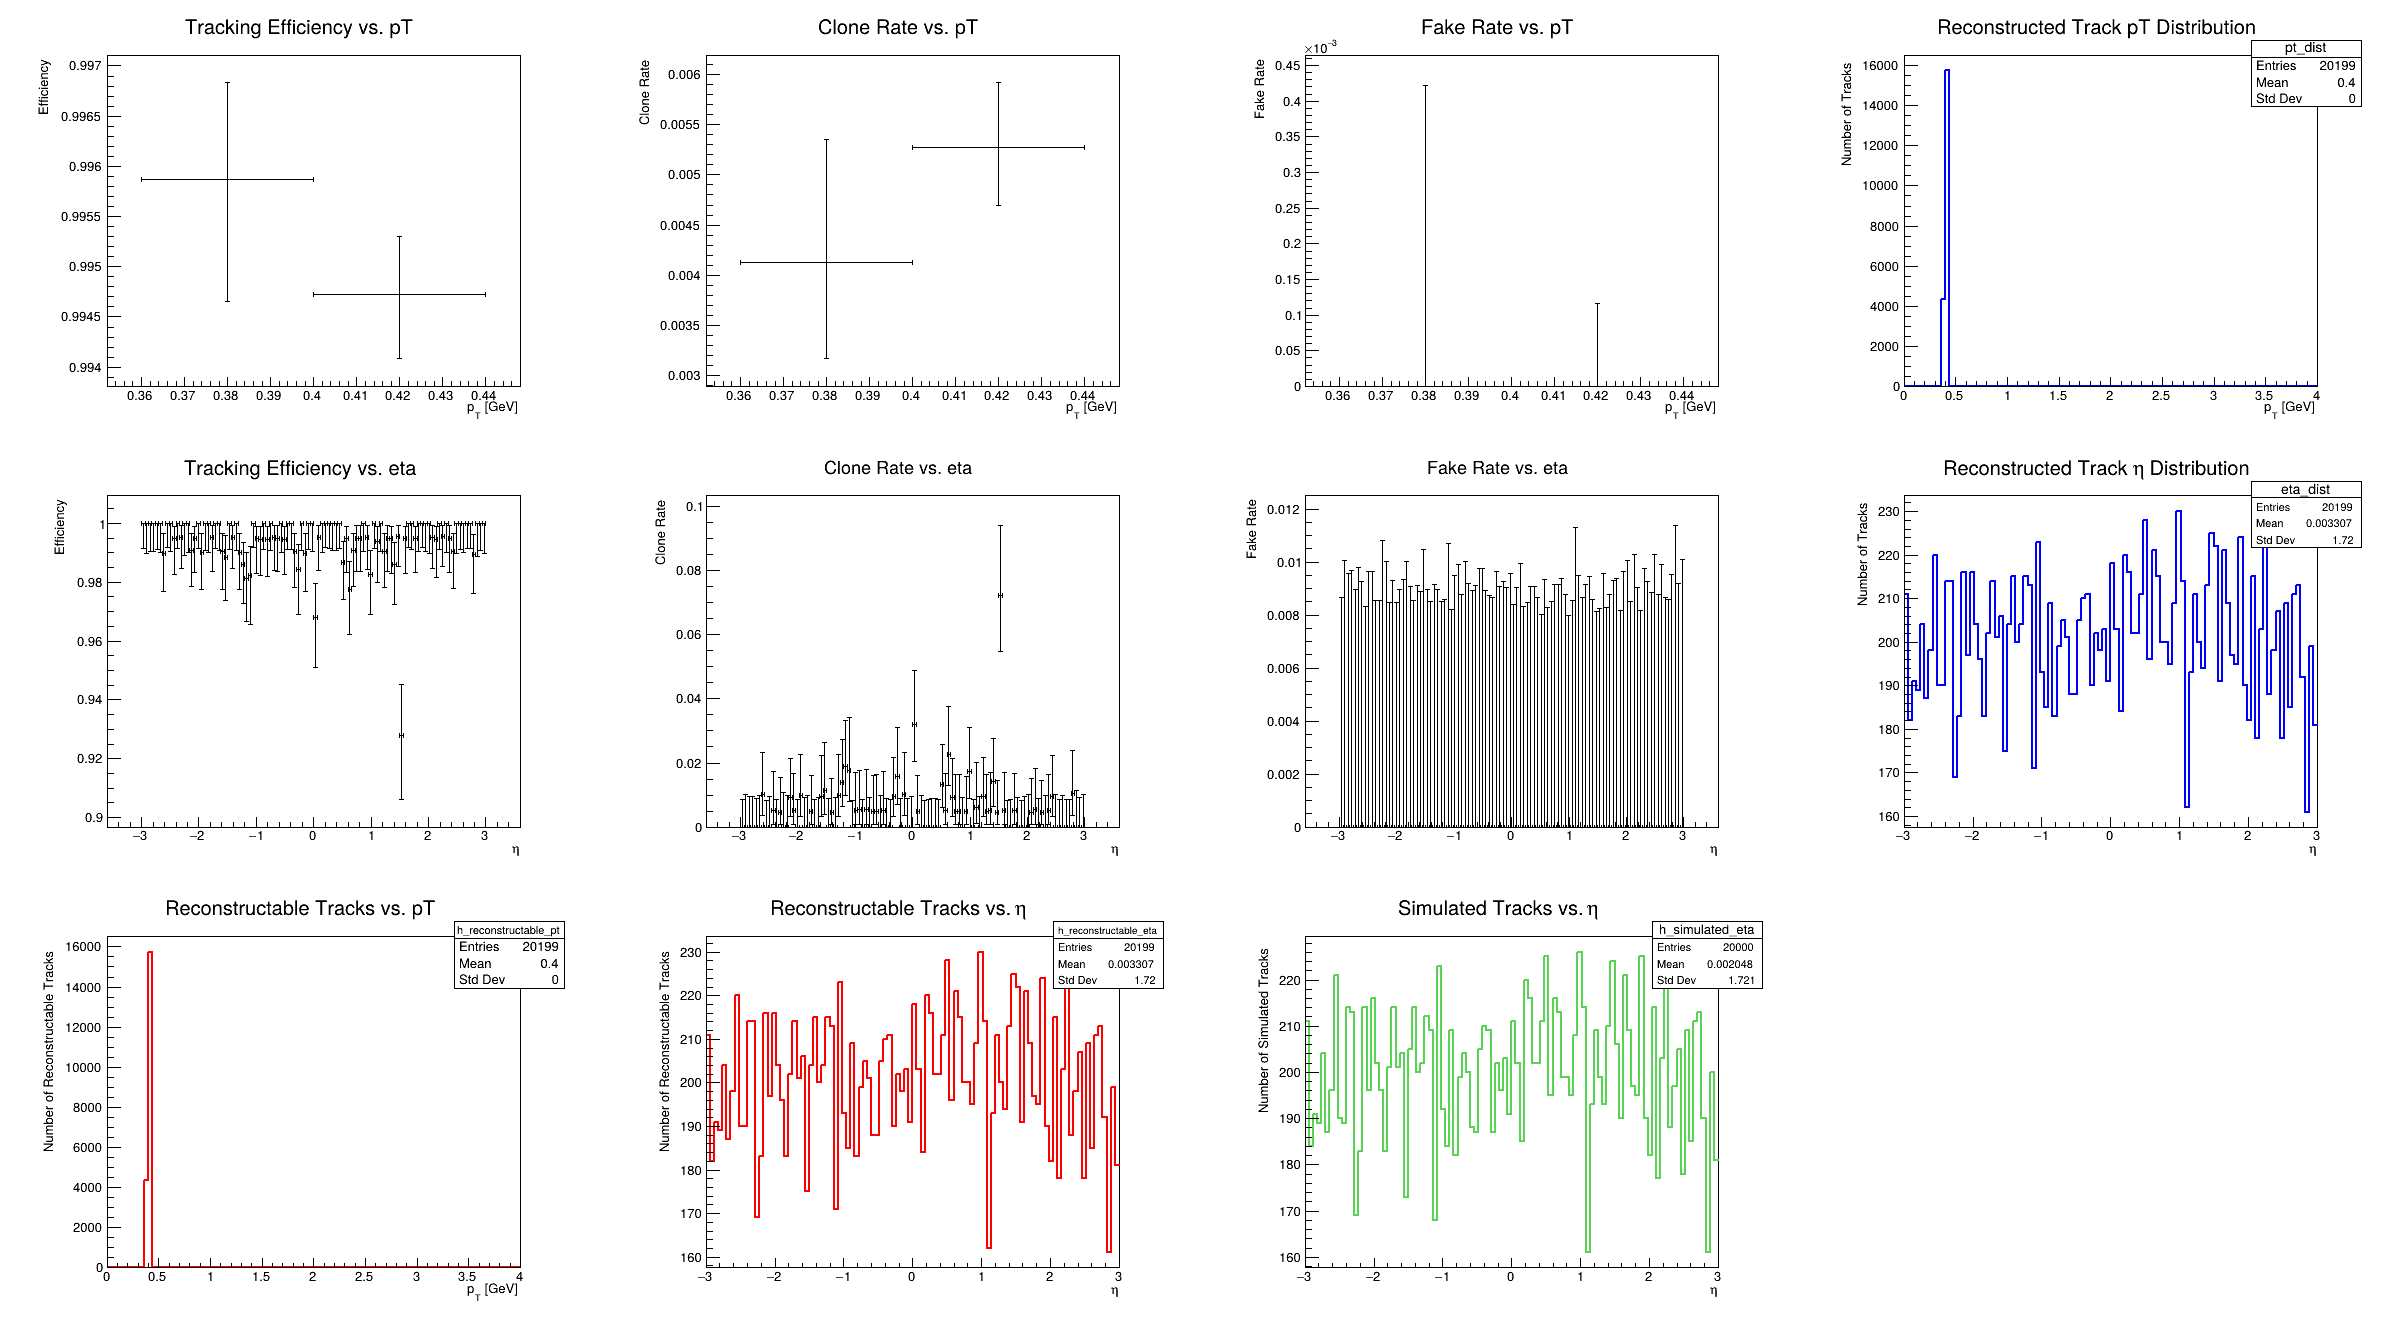 Tracking Efficiency vs. pT
Efficiency
0.997
0.9965
0.996
0.9955
0.995
0.9945
0.994
0.36 0.37 0.38 0.39 0.4 0.41 0.42 0.43 0.44
p_T [GeV]
Clone Rate vs. pT
Clone Rate
0.006
0.0055
0.005
0.0045
0.004
0.0035
0.003
0.36 0.37 0.38 0.39 0.4 0.41 0.42 0.43 0.44
p_T [GeV]
Fake Rate vs. pT
×10⁻³
Fake Rate
0.45
0.4
0.35
0.3
0.25
0.2
0.15
0.1
0.05
0
0.36 0.37 0.38 0.39 0.4 0.41 0.42 0.43 0.44
p_T [GeV]
Reconstructed Track pT Distribution
pt_dist
Entries 20199
Mean 0.4
Std Dev 0
Number of Tracks
16000
14000
12000
10000
8000
6000
4000
2000
0
0 0.5 1 1.5 2 2.5 3 3.5 4
p_T [GeV]
Tracking Efficiency vs. eta
Efficiency
1
0.98
0.96
0.94
0.92
0.9
−3 −2 −1 0 1 2 3
η
Clone Rate vs. eta
Clone Rate
0.1
0.08
0.06
0.04
0.02
0
−3 −2 −1 0 1 2 3
η
Fake Rate vs. eta
Fake Rate
0.012
0.01
0.008
0.006
0.004
0.002
0
−3 −2 −1 0 1 2 3
η
Reconstructed Track η Distribution
eta_dist
Entries 20199
Mean 0.003307
Std Dev 1.72
Number of Tracks
230
220
210
200
190
180
170
160
−3 −2 −1 0 1 2 3
η
Reconstructable Tracks vs. pT
h_reconstructable_pt
Entries 20199
Mean 0.4
Std Dev 0
Number of Reconstructable Tracks
16000
14000
12000
10000
8000
6000
4000
2000
0
0 0.5 1 1.5 2 2.5 3 3.5 4
p_T [GeV]
Reconstructable Tracks vs. η
h_reconstructable_eta
Entries 20199
Mean 0.003307
Std Dev 1.72
Number of Reconstructable Tracks
230
220
210
200
190
180
170
160
−3 −2 −1 0 1 2 3
η
Simulated Tracks vs. η
h_simulated_eta
Entries 20000
Mean 0.002048
Std Dev 1.721
Number of Simulated Tracks
220
210
200
190
180
170
160
−3 −2 −1 0 1 2 3
η